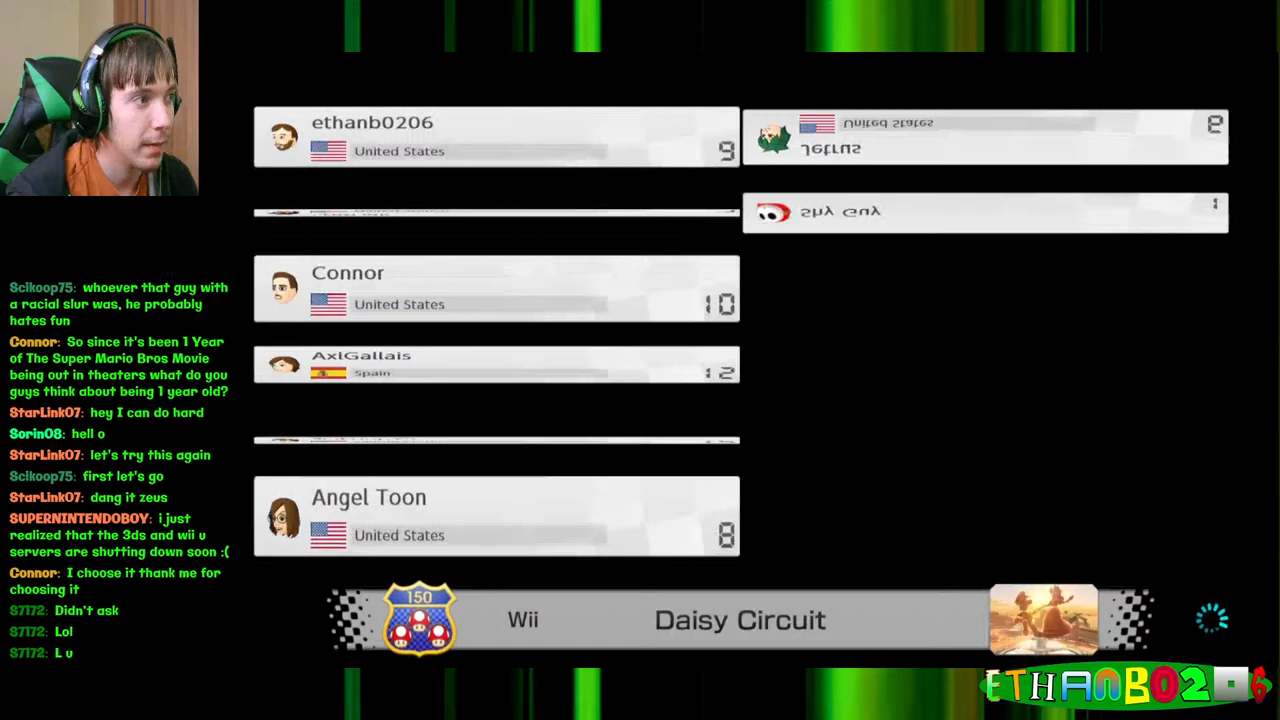 ethanb0206
United States
9
United States
Jetrus
Shy Guy
1
Connor
United States
10
AxlGallais
Spain
12
Angel Toon
United States
8
Scikoop75: whoever that guy with
a racial slur was, he probably
hates fun
Connor: So since it's been 1 Year
of The Super Mario Bros Movie
being out in theaters what do you
guys think about being 1 year old?
StarLink07: hey I can do hard
Sorin08: hell o
StarLink07: let's try this again
Scikoop75: first let's go
StarLink07: dang it zeus
SUPERNINTENDOBOY: i just
realized that the 3ds and wii u
servers are shutting down soon :(
Connor: I choose it thank me for
choosing it
S7172: Didn't ask
S7172: Lol
S7172: L u
150
Wii
Daisy Circuit
ETHANB0206